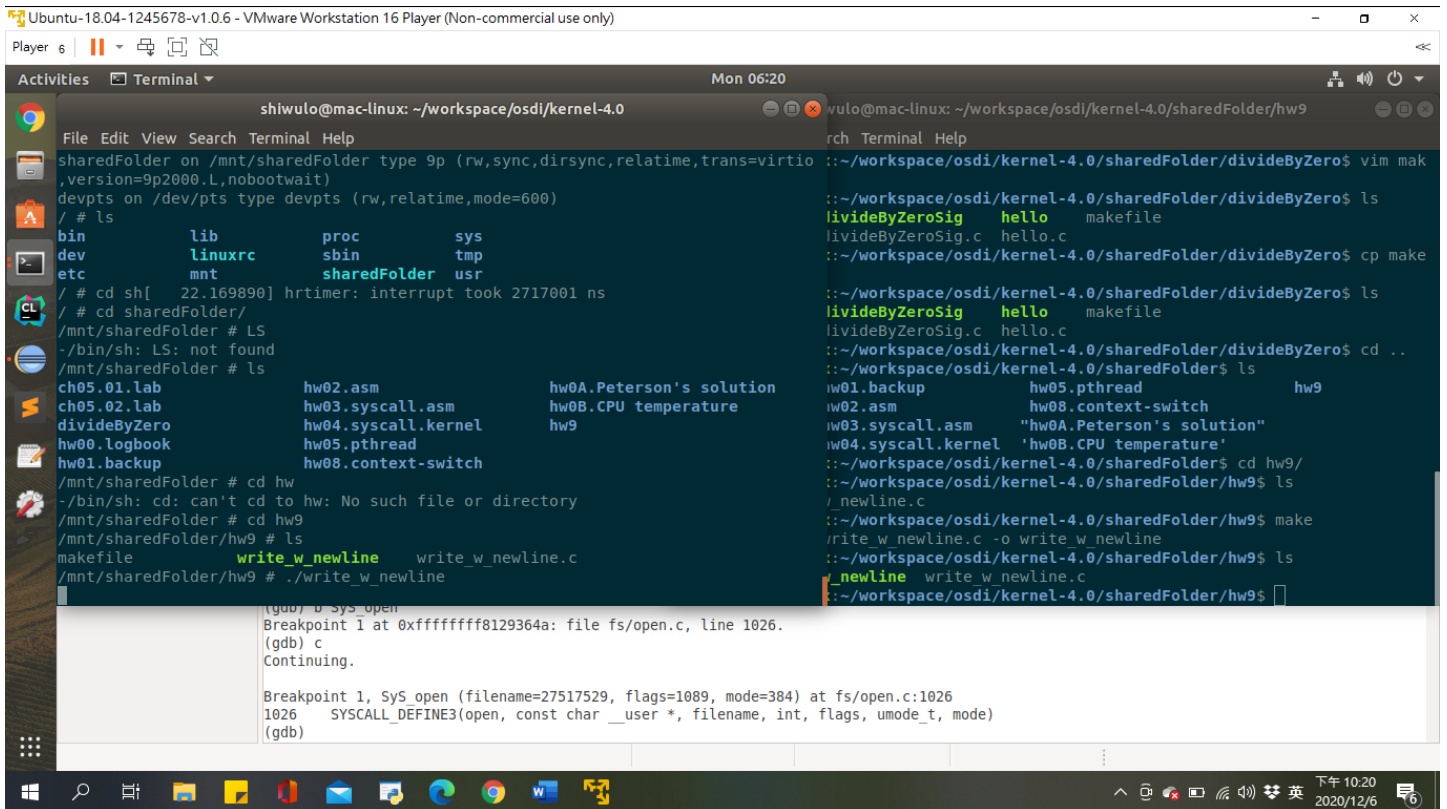 Ubuntu-18.04-1245678-v1.0.6 - VMware Workstation 16 Player (Non-commercial use only)
Player 6
Activities Terminal Mon 06:20
shiwulo@mac-linux: ~/workspace/osdi/kernel-4.0
File Edit View Search Terminal Help
sharedFolder on /mnt/sharedFolder type 9p (rw,sync,dirsync,relatime,trans=virtio
,version=9p2000.L,nobootwait)
devpts on /dev/pts type devpts (rw,relatime,mode=600)
/ # ls
bin lib proc sys
dev linuxrc sbin tmp
etc mnt sharedFolder usr
/ # cd sh[   22.169890] hrtimer: interrupt took 2717001 ns
/ # cd sharedFolder/
/mnt/sharedFolder # LS
-/bin/sh: LS: not found
/mnt/sharedFolder # ls
ch05.01.lab hw02.asm hw0A.Peterson's solution
ch05.02.lab hw03.syscall.asm hw0B.CPU temperature
divideByZero hw04.syscall.kernel hw9
hw00.logbook hw05.pthread
hw01.backup hw08.context-switch
/mnt/sharedFolder # cd hw
-/bin/sh: cd: can't cd to hw: No such file or directory
/mnt/sharedFolder # cd hw9
/mnt/sharedFolder/hw9 # ls
makefile write_w_newline write_w_newline.c
/mnt/sharedFolder/hw9 # ./write_w_newline
wulo@mac-linux: ~/workspace/osdi/kernel-4.0/sharedFolder/hw9
rch Terminal Help
:~/workspace/osdi/kernel-4.0/sharedFolder/divideByZero$ vim mak
:~/workspace/osdi/kernel-4.0/sharedFolder/divideByZero$ ls
ivideByZeroSig hello makefile
ivideByZeroSig.c hello.c
:~/workspace/osdi/kernel-4.0/sharedFolder/divideByZero$ cp make
:~/workspace/osdi/kernel-4.0/sharedFolder/divideByZero$ ls
ivideByZeroSig hello makefile
ivideByZeroSig.c hello.c
:~/workspace/osdi/kernel-4.0/sharedFolder/divideByZero$ cd ..
:~/workspace/osdi/kernel-4.0/sharedFolder$ ls
w01.backup hw05.pthread hw9
w02.asm hw08.context-switch
w03.syscall.asm "hw0A.Peterson's solution"
w04.syscall.kernel 'hw0B.CPU temperature'
:~/workspace/osdi/kernel-4.0/sharedFolder$ cd hw9/
:~/workspace/osdi/kernel-4.0/sharedFolder/hw9$ ls
_newline.c
:~/workspace/osdi/kernel-4.0/sharedFolder/hw9$ make
rite_w_newline.c -o write_w_newline
:~/workspace/osdi/kernel-4.0/sharedFolder/hw9$ ls
_newline write_w_newline.c
:~/workspace/osdi/kernel-4.0/sharedFolder/hw9$
(gdb) b SyS_open
Breakpoint 1 at 0xffffffff8129364a: file fs/open.c, line 1026.
(gdb) c
Continuing.
Breakpoint 1, SyS_open (filename=27517529, flags=1089, mode=384) at fs/open.c:1026
1026 SYSCALL_DEFINE3(open, const char __user *, filename, int, flags, umode_t, mode)
(gdb)
英 下午 10:20
2020/12/6 6